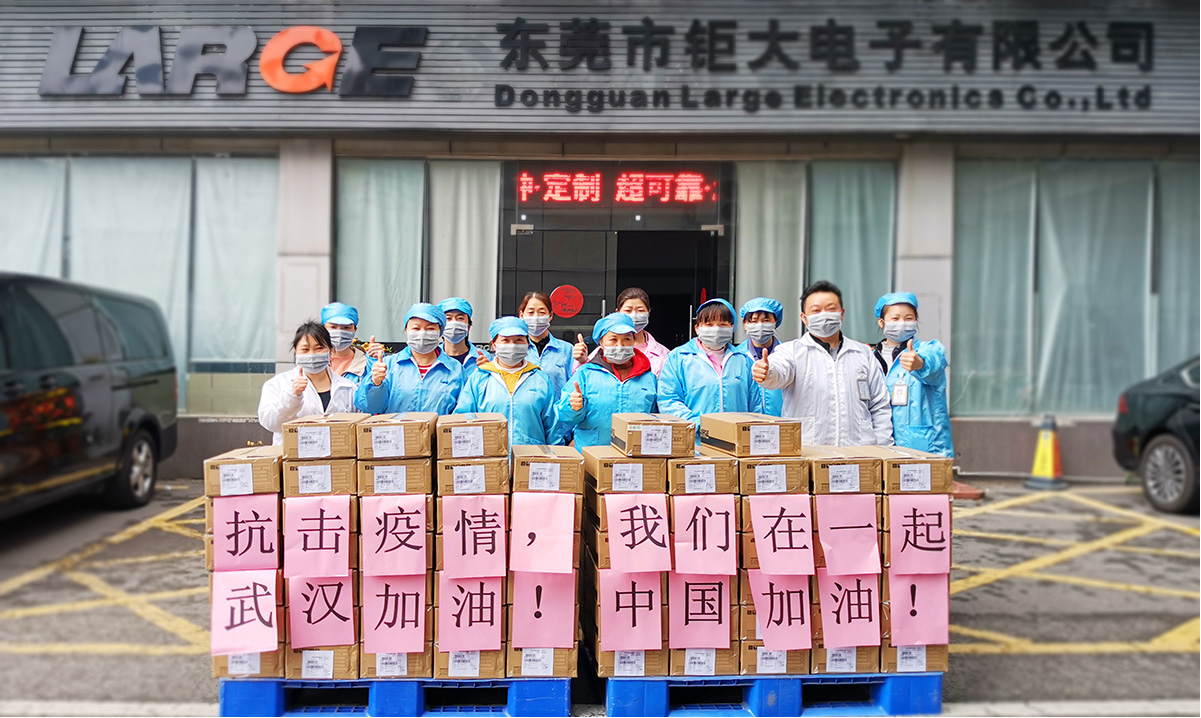 LARGE
东莞市钜大电子有限公司
Dongguan Large Electronics Co.,Ltd
定制 超可靠·
抗击疫情，我们在一起
武汉加油！中国加油！